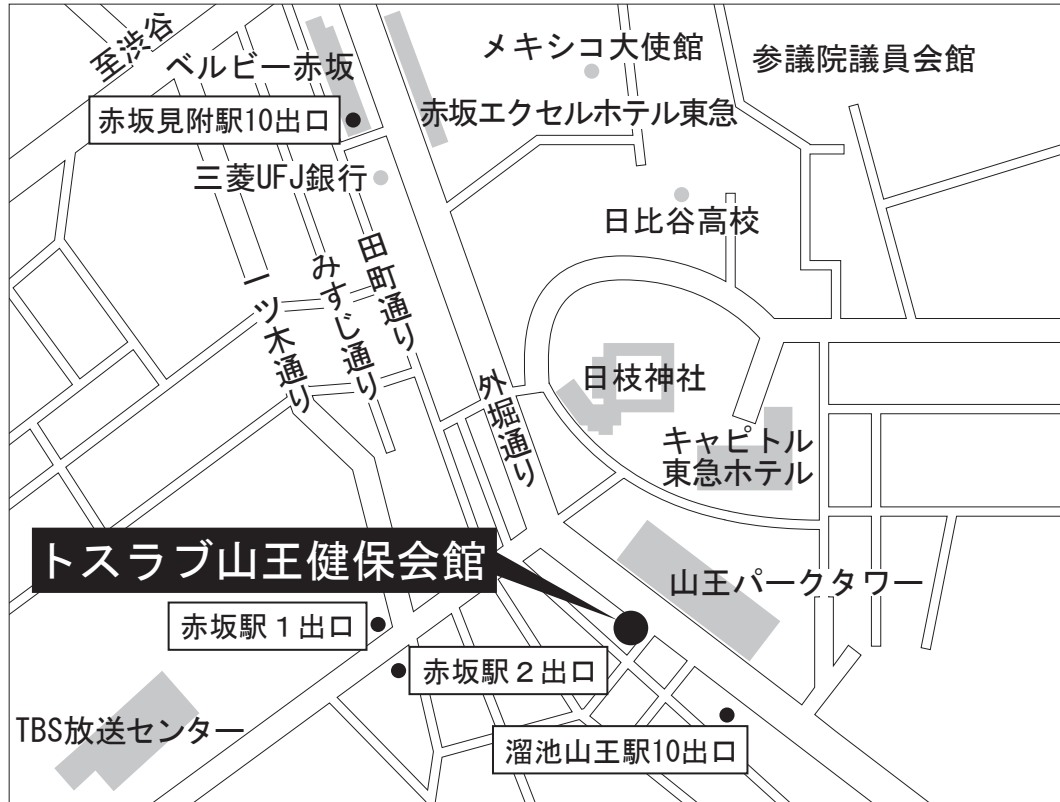 至渋谷
ベルビー赤坂
メキシコ大使館
参議院議員会館
赤坂見附駅10出口
赤坂エクセルホテル東急
三菱UFJ銀行
日比谷高校
田町通り
みすじ通り
一ツ木通り
外堀通り
日枝神社
キャピトル
東急ホテル
トスラブ山王健保会館
山王パークタワー
赤坂駅1出口
赤坂駅2出口
TBS放送センター
溜池山王駅10出口